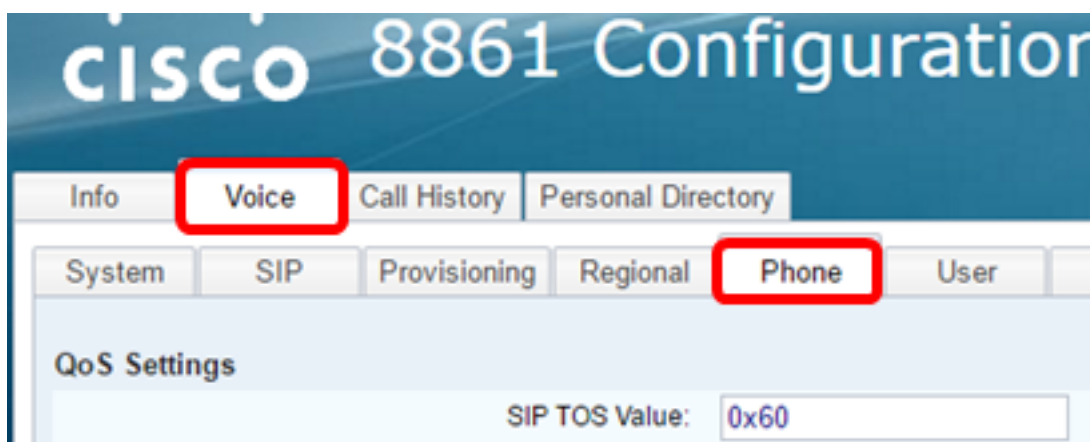 cisco 8861 Configuration
Info Voice Call History Personal Directory
System SIP Provisioning Regional Phone User
QoS Settings
SIP TOS Value: 0x60